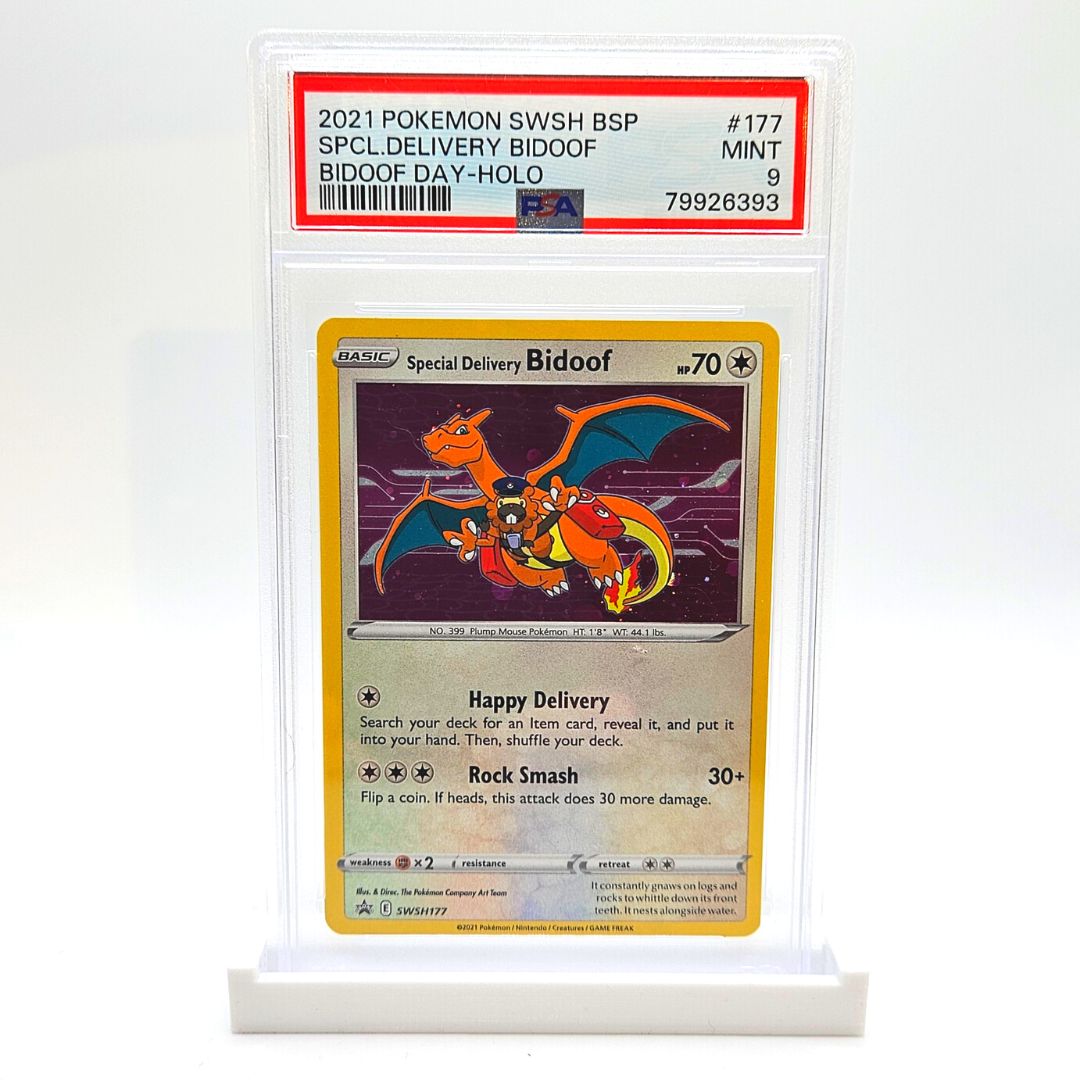 2021 POKEMON SWSH BSP #177
SPCL.DELIVERY BIDOOF MINT
BIDOOF DAY-HOLO 9
PSA 79926393
BASIC Special Delivery Bidoof HP 70
NO. 399 Plump Mouse Pokémon HT: 1'8" WT: 44.1 lbs.
Happy Delivery
Search your deck for an Item card, reveal it, and put it
into your hand. Then, shuffle your deck.
Rock Smash 30+
Flip a coin. If heads, this attack does 30 more damage.
weakness ×2 resistance retreat
Illus. & Direc. The Pokémon Company Art Team
E SWSH177
It constantly gnaws on logs and
rocks to whittle down its front
teeth. It nests alongside water.
©2021 Pokémon / Nintendo / Creatures / GAME FREAK